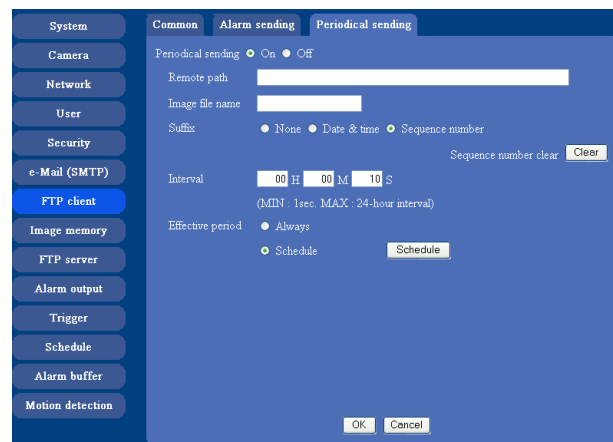 System
Camera
Network
User
Security
e-Mail (SMTP)
FTP client
Image memory
FTP server
Alarm output
Trigger
Schedule
Alarm buffer
Motion detection
Common Alarm sending Periodical sending
Periodical sending On Off
Remote path
Image file name
Suffix None Date & time Sequence number
Sequence number clear Clear
Interval 00 H 00 M 10 S
(MIN : 1sec. MAX : 24-hour interval)
Effective period Always
Schedule Schedule
OK Cancel